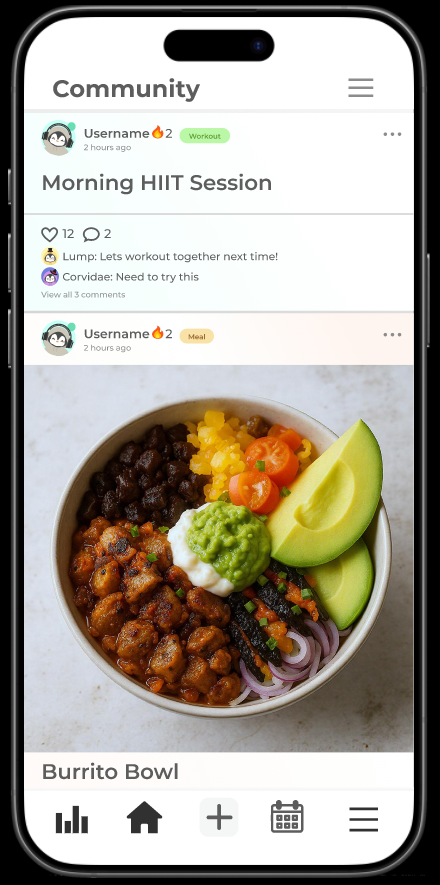 Community
Username🔥2 Workout
2 hours ago
Morning HIIT Session
12 2
Lump: Lets workout together next time!
Corvidae: Need to try this
View all 3 comments
Username🔥2 Meal
2 hours ago
Burrito Bowl